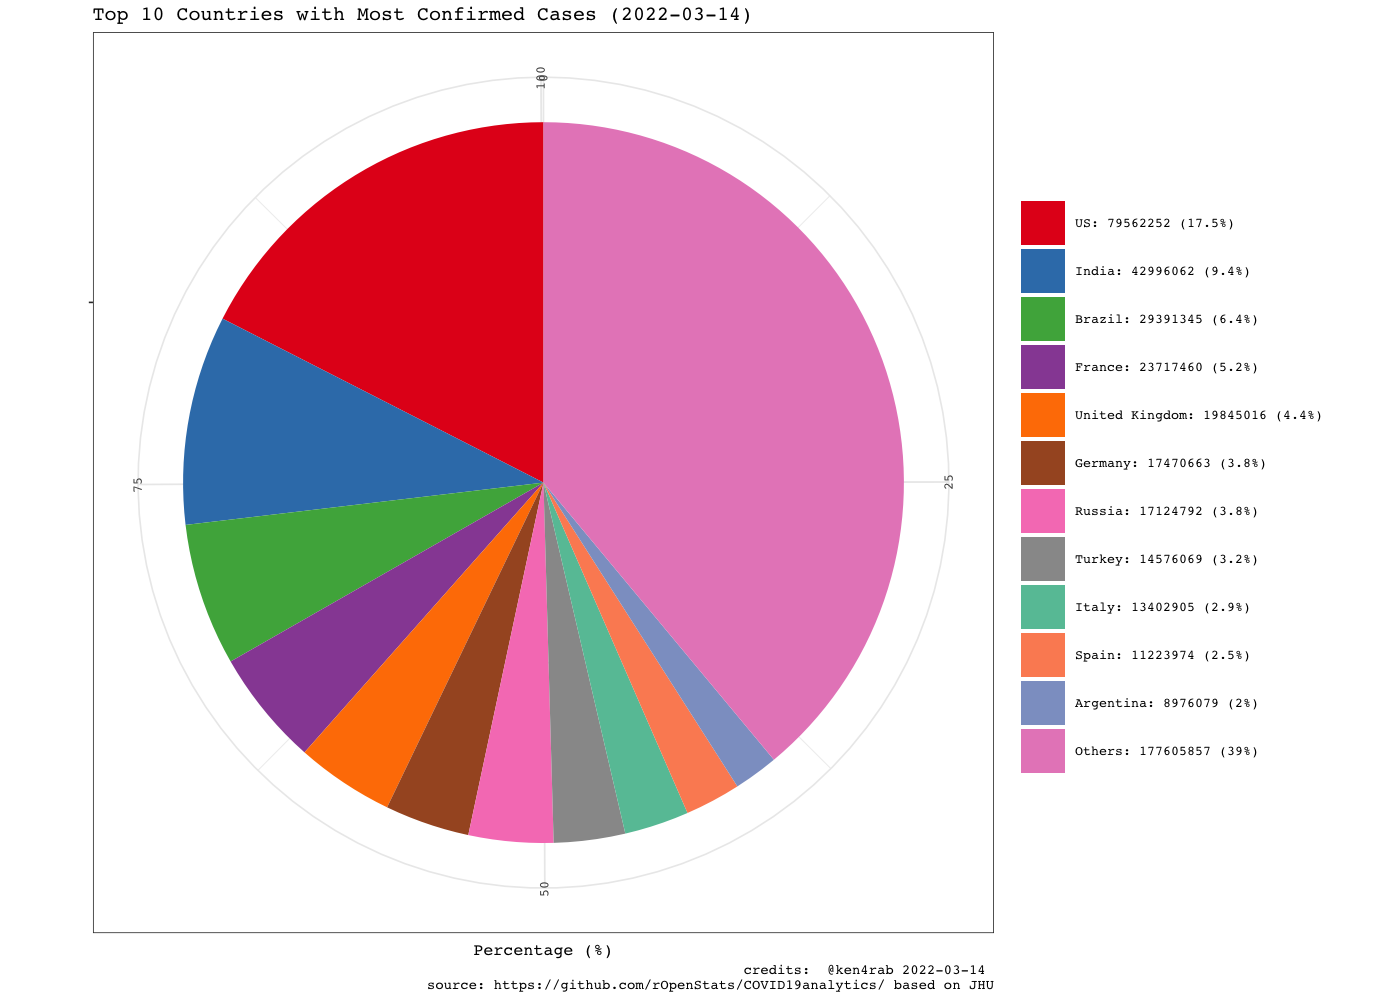 Top 10 Countries with Most Confirmed Cases (2022-03-14)
0
100
75
25
50
US: 79562252 (17.5%)
India: 42996062 (9.4%)
Brazil: 29391345 (6.4%)
France: 23717460 (5.2%)
United Kingdom: 19845016 (4.4%)
Germany: 17470663 (3.8%)
Russia: 17124792 (3.8%)
Turkey: 14576069 (3.2%)
Italy: 13402905 (2.9%)
Spain: 11223974 (2.5%)
Argentina: 8976079 (2%)
Others: 177605857 (39%)
Percentage (%)
credits:  @ken4rab 2022-03-14
source: https://github.com/rOpenStats/COVID19analytics/ based on JHU